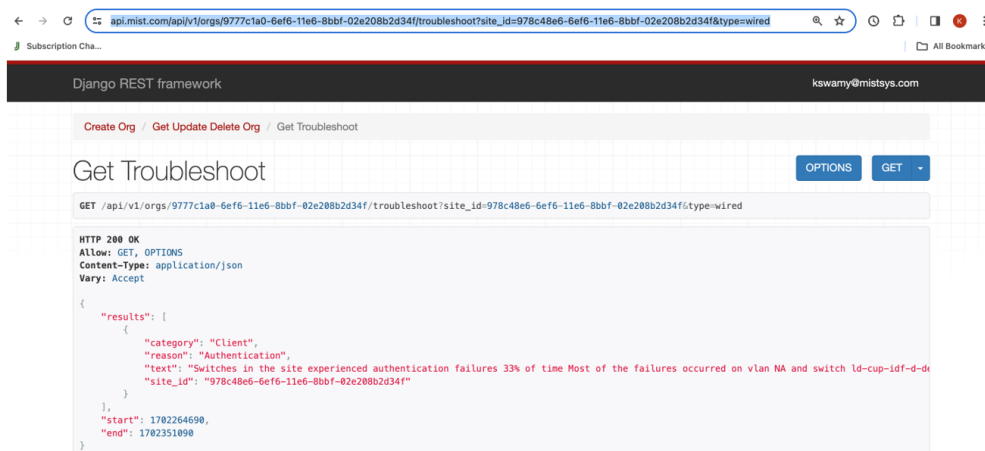 api.mist.com/api/v1/orgs/9777c1a0-6ef6-11e6-8bbf-02e208b2d34f/troubleshoot?site_id=978c48e6-6ef6-11e6-8bbf-02e208b2d34f&type=wired
K
J Subscription Cha...
All Bookmark
Django REST framework
kswamy@mistsys.com
Create Org / Get Update Delete Org / Get Troubleshoot
Get Troubleshoot
OPTIONS
GET
GET /api/v1/orgs/9777c1a0-6ef6-11e6-8bbf-02e208b2d34f/troubleshoot?site_id=978c48e6-6ef6-11e6-8bbf-02e208b2d34f&type=wired
HTTP 200 OK
Allow: GET, OPTIONS
Content-Type: application/json
Vary: Accept
{
"results": [
{
"category": "Client",
"reason": "Authentication",
"text": "Switches in the site experienced authentication failures 33% of time Most of the failures occurred on vlan NA and switch ld-cup-idf-d-de
"site_id": "978c48e6-6ef6-11e6-8bbf-02e208b2d34f"
}
],
"start": 1702264690,
"end": 1702351090
}